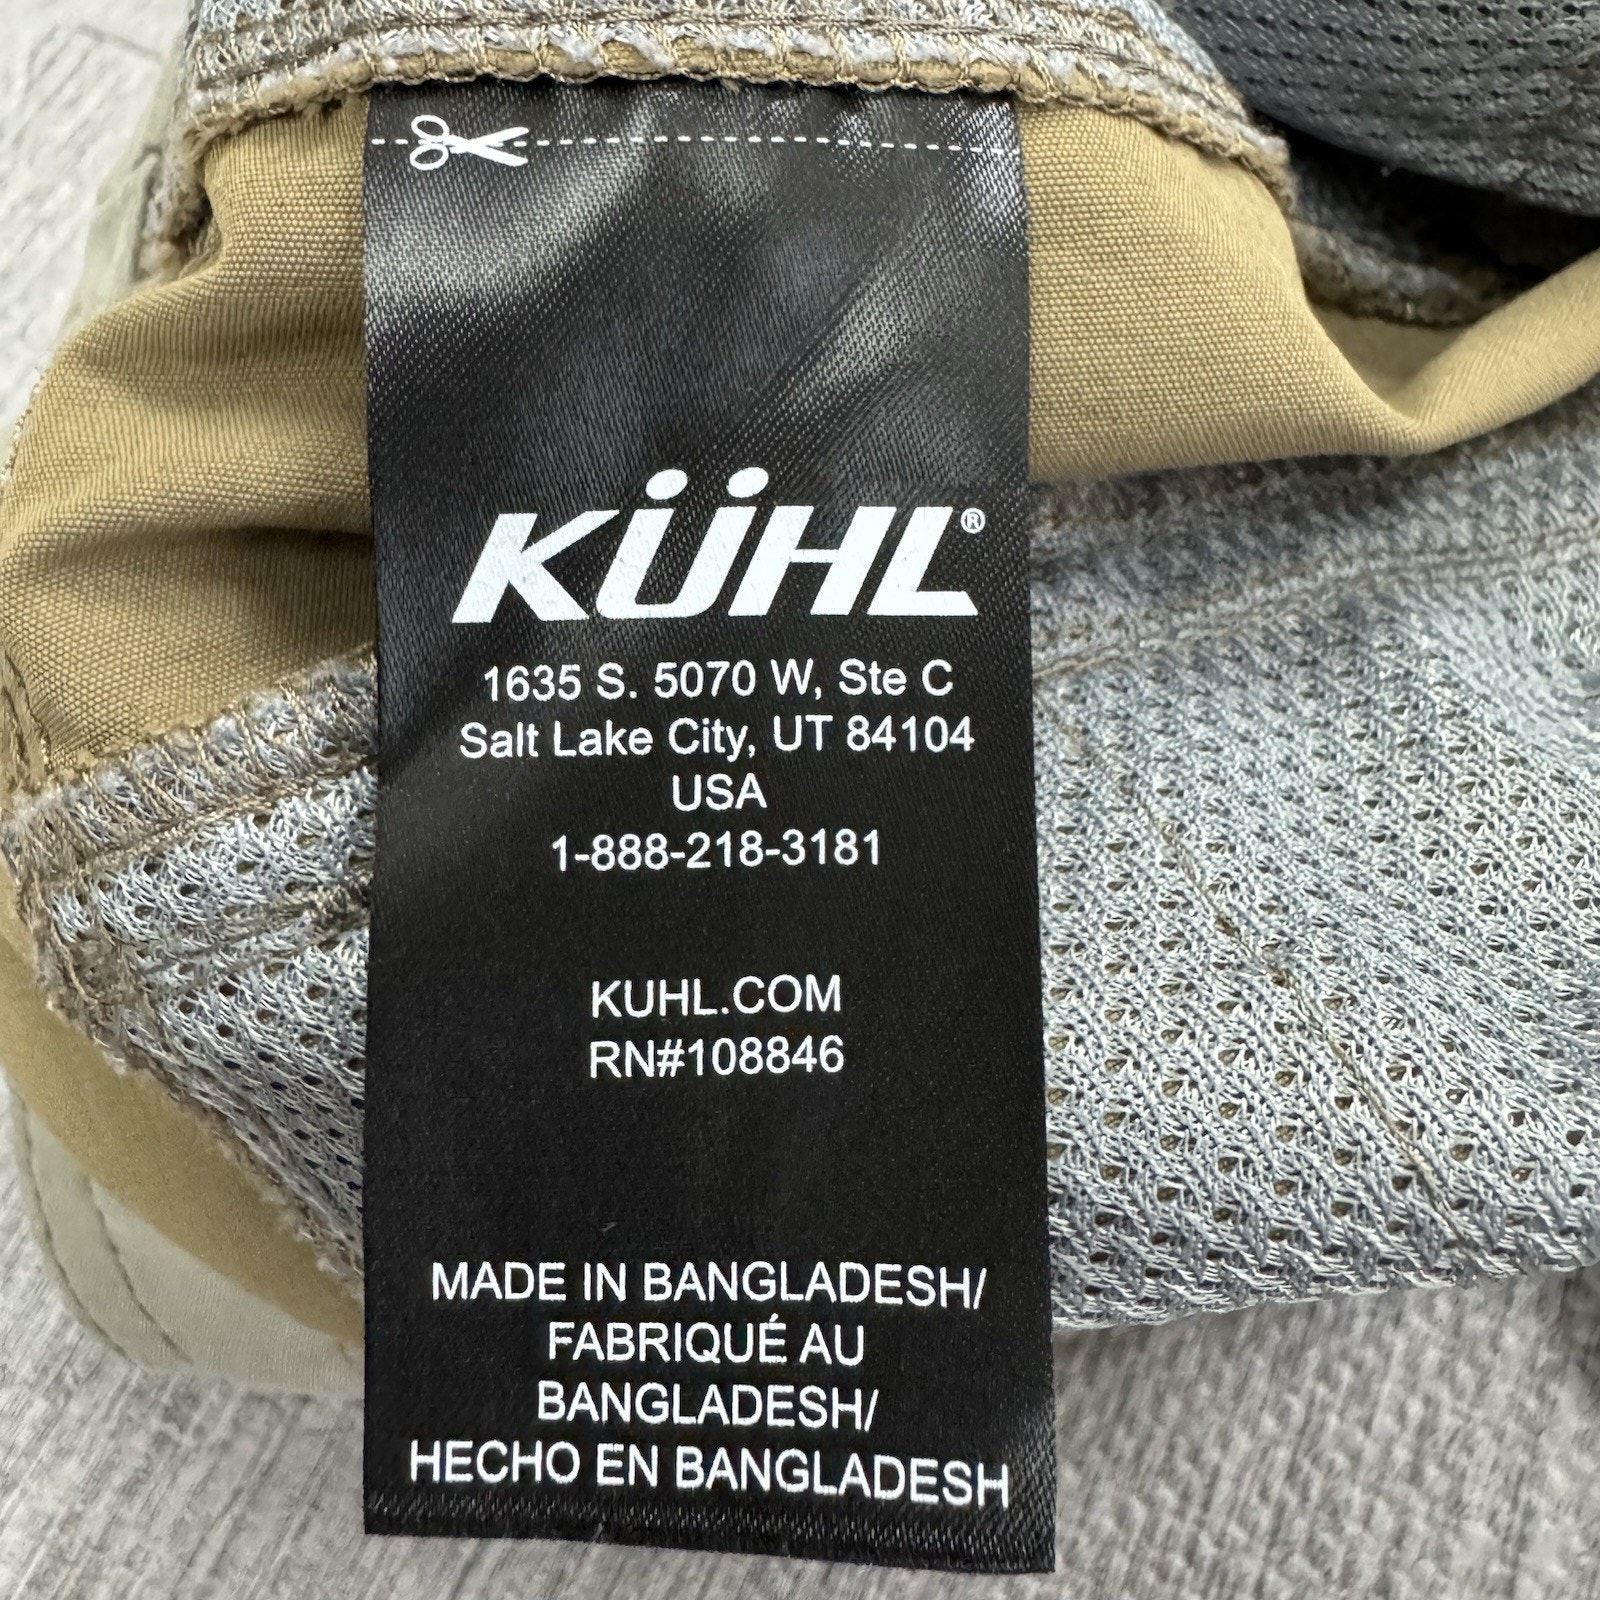 KÜHL®
1635 S. 5070 W, Ste C
Salt Lake City, UT 84104
USA
1-888-218-3181
KUHL.COM
RN#108846
MADE IN BANGLADESH/
FABRIQUÉ AU
BANGLADESH/
HECHO EN BANGLADESH